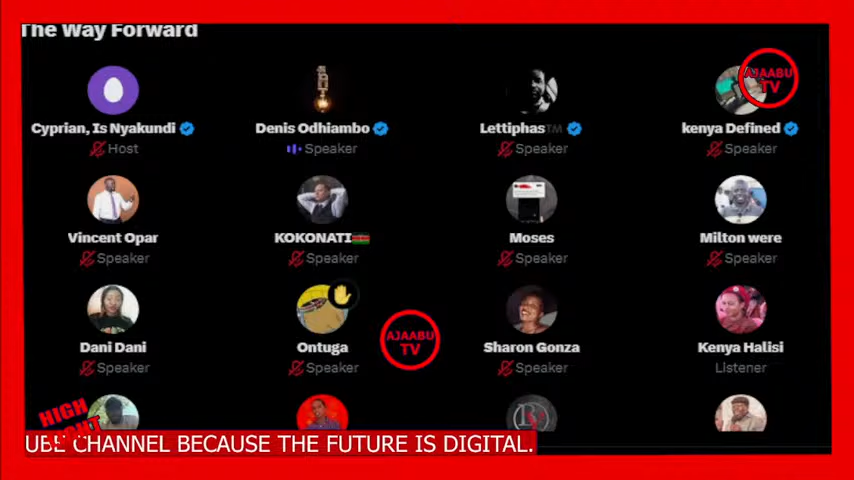 The Way Forward
AJAABU
TV
Cyprian, Is Nyakundi
Denis Odhiambo
Lettiphas™
kenya Defined
Host
Speaker
Speaker
Speaker
Vincent Opar
KOKONATI
Moses
Milton were
Speaker
Speaker
Speaker
Speaker
Dani Dani
Ontuga
AJAABU
TV
Sharon Gonza
Kenya Halisi
Speaker
Speaker
Speaker
Listener
HIGH
UBE CHANNEL BECAUSE THE FUTURE IS DIGITAL.